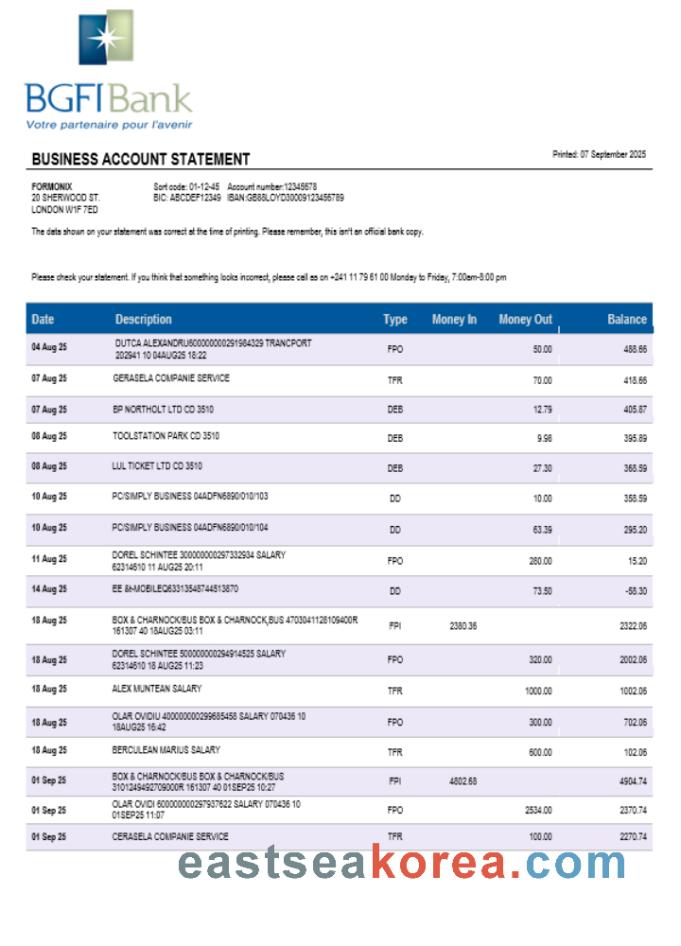 BGFIBank
Votre partenaire pour l'avenir
BUSINESS ACCOUNT STATEMENT
Printed: 07 September 2025
FORMONIX Sort code: 01-12-45 Account number:12345678
20 SHERWOOD ST. BIC: ABCDEF12349 IBAN:GB88LOYD30009123456789
LONDON W1F 7ED
The data shown on your statement was correct at the time of printing. Please remember, this isn't an official bank copy.
Please check your statement. If you think that something looks incorrect, please call as on +241 11 79 61 00 Monday to Friday, 7:00am-8:00 pm
Date Description Type Money In Money Out Balance
04 Aug 25 DUTCA ALEXANDRU600000000291984329 TRANCPORT
202941 10 04AUG25 18:22 FPO 50.00 488.66
07 Aug 25 GERASELA COMPANIE SERVICE TFR 70.00 418.66
07 Aug 25 BP NORTHOLT LTD CD 3510 DEB 12.79 405.87
08 Aug 25 TOOLSTATION PARK CD 3510 DEB 9.98 395.89
08 Aug 25 LUL TICKET LTD CD 3510 DEB 27.30 368.59
10 Aug 25 PC/SIMPLY BUSINESS 04ADFN6890/010/103 DD 10.00 358.59
10 Aug 25 PC/SIMPLY BUSINESS 04ADFN6890/010/104 DD 63.39 295.20
11 Aug 25 DOREL SCHINTEE 300000000297332934 SALARY
62314610 11 AUG25 20:11 FPO 280.00 15.20
14 Aug 25 EE &h-MOBILEQ63313548744513870 DD 73.50 -58.30
18 Aug 25 BOX & CHARNOCK/BUS BOX & CHARNOCK,BUS 4703041128109400R
161307 40 18AUG25 03:11 FPI 2380.36 2322.06
18 Aug 25 DOREL SCHINTEE 500000000294914525 SALARY
62314610 18 AUG25 11:23 FPO 320.00 2002.06
18 Aug 25 ALEX MUNTEAN SALARY TFR 1000.00 1002.06
18 Aug 25 OLAR OVIDIU 400000000299685458 SALARY 070436 10
18AUG25 16:42 FPO 300.00 702.06
18 Aug 25 BERCULEAN MARIUS SALARY TFR 600.00 102.06
01 Sep 25 BOX & CHARNOCK/BUS BOX & CHARNOCK/BUS
3101249492709000R 161307 40 01SEP25 10:27 FPI 4802.68 4904.74
01 Sep 25 OLAR OVIDI 600000000297937622 SALARY 070436 10
01SEP25 11:07 FPO 2534.00 2370.74
01 Sep 25 CERASELA COMPANIE SERVICE TFR 100.00 2270.74
eastseakorea.com